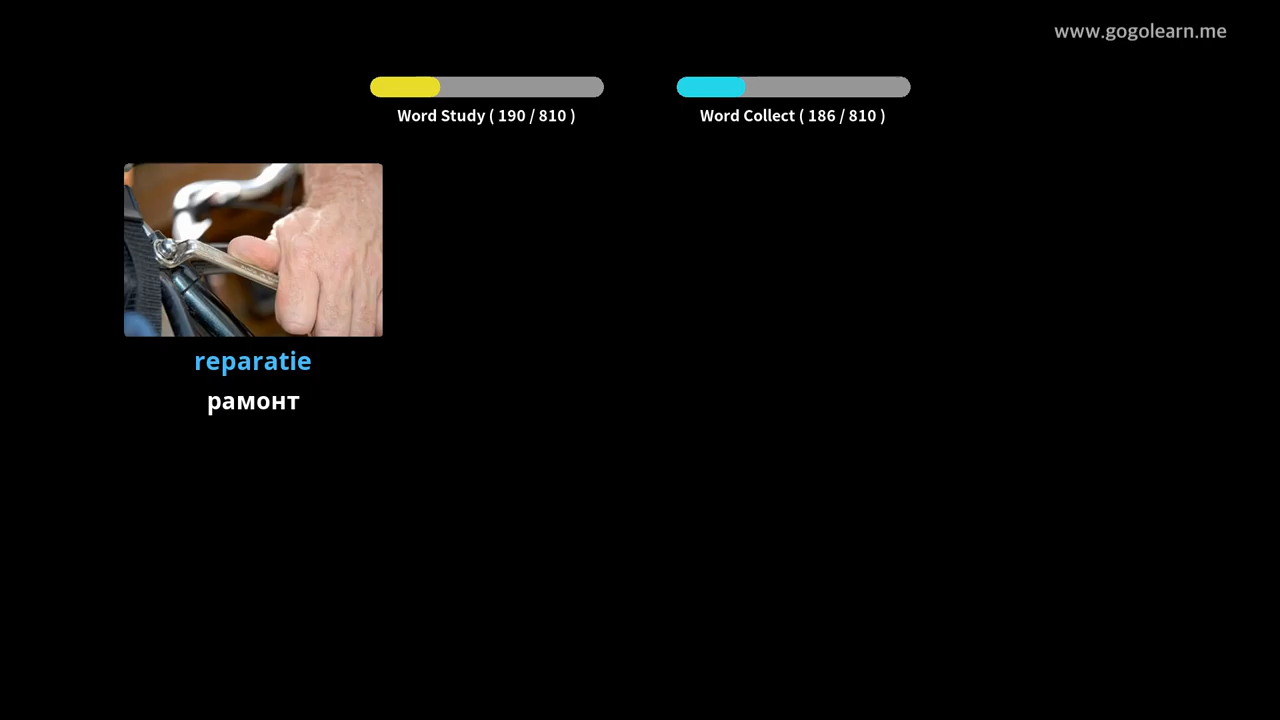 www.gogolearn.me
Word Study ( 190 / 810 )
Word Collect ( 186 / 810 )
reparatie
рамонт